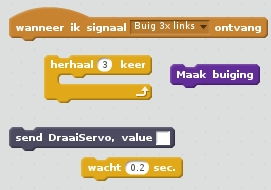 wanneer ik signaal Buig 3x links ontvang
herhaal 3 keer
Maak buiging
send DraaiServo, value
wacht 0.2 sec.